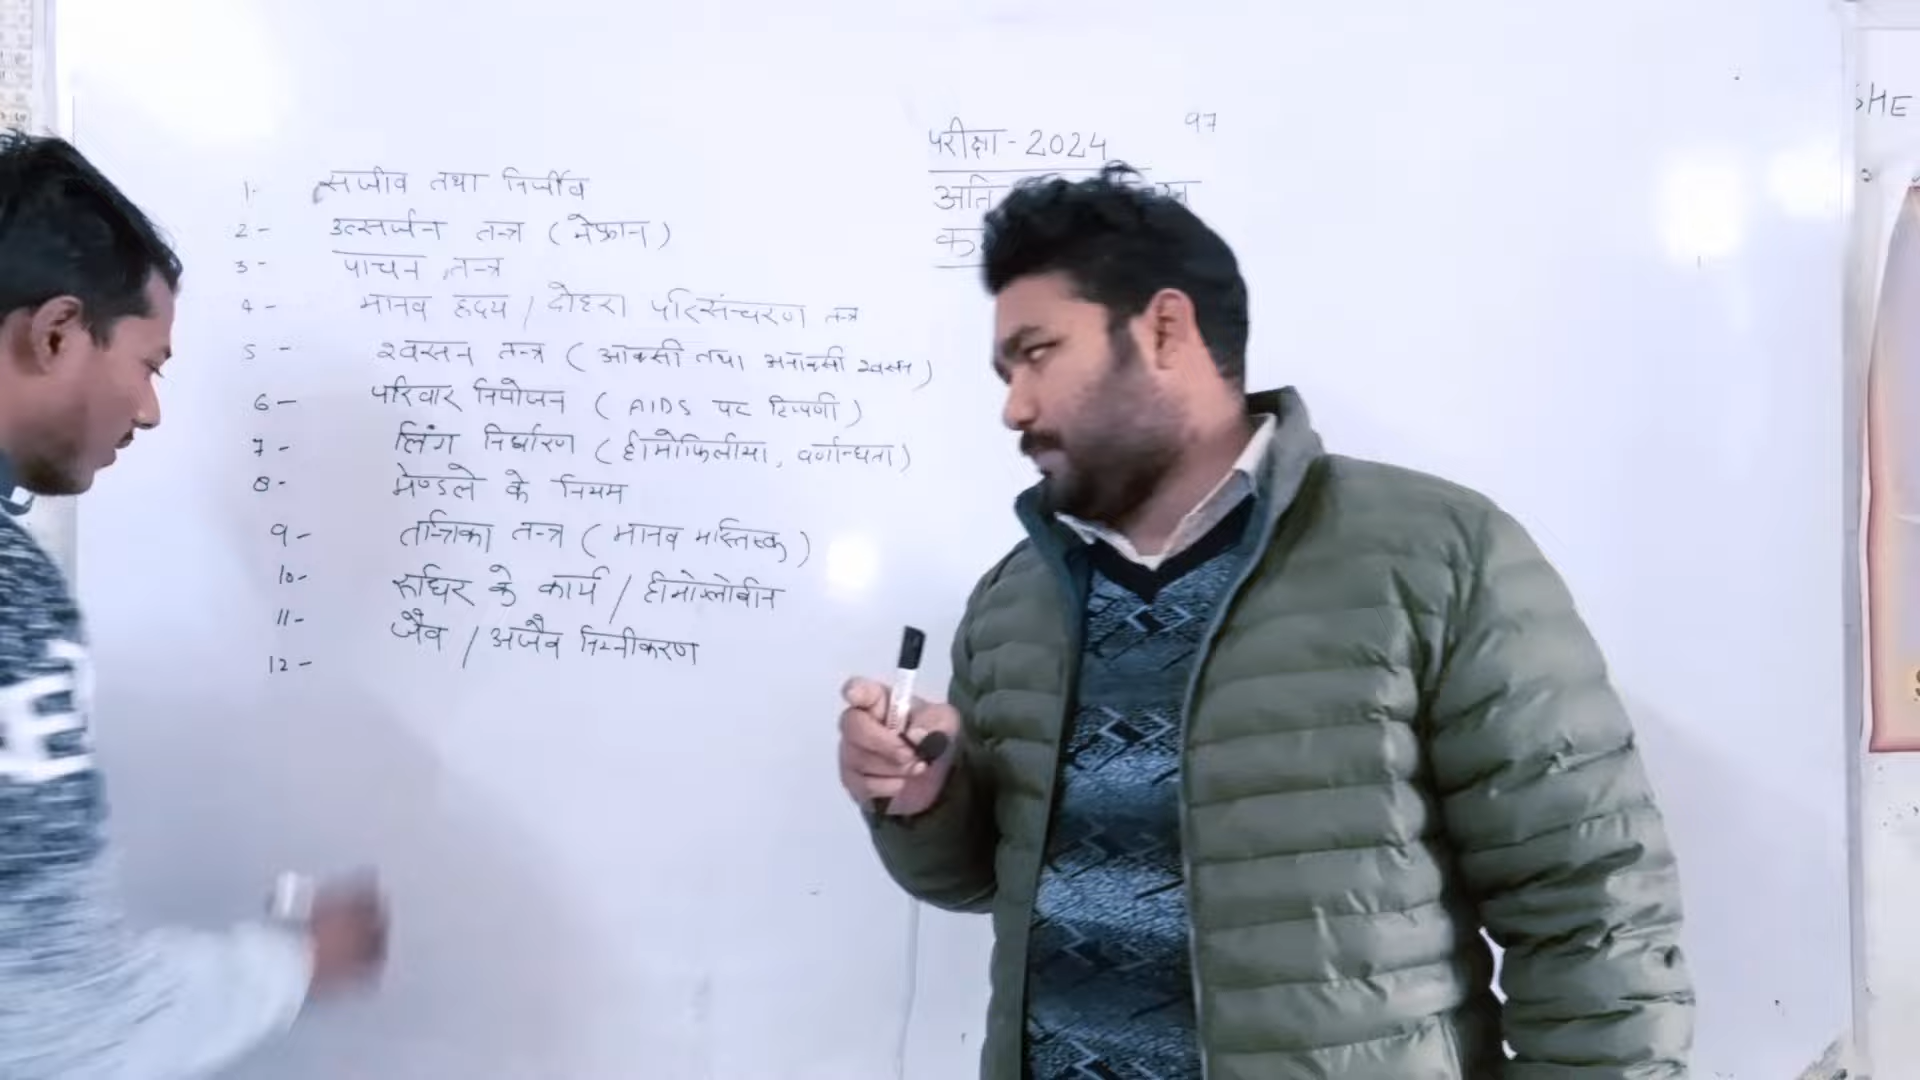 परीक्षा-2024
97
अति
क
1- सजीव तथा निर्जीव
2- उत्सर्जन तन्त्र (नेफ्रान)
3- पाचन तन्त्र
4- मानव हृदय / दोहरा परिसंचरण तन्त्र
5- श्वसन तन्त्र (ऑक्सी तथा अनॉक्सी श्वसन)
6- परिवार नियोजन (AIDS पर टिप्पणी)
7- लिंग निर्धारण (हीमोफिलीया, वर्णान्धता)
8- मेण्डले के नियम
9- तन्त्रिका तन्त्र (मानव मस्तिष्क)
10- रुधिर के कार्य / हीमोग्लोबीन
11- जैव / अजैव निम्नीकरण
12-
SHE